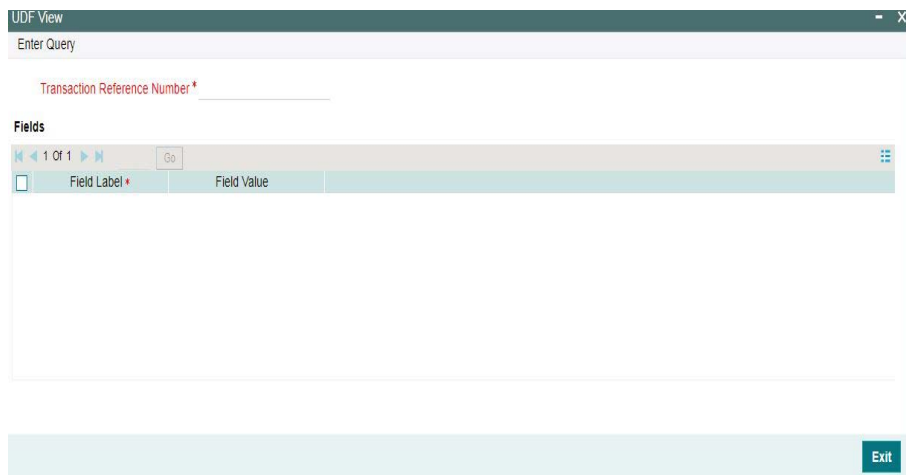 UDF View
Enter Query
Transaction Reference Number *
Fields
1 Of 1 Go
Field Label * Field Value
Exit